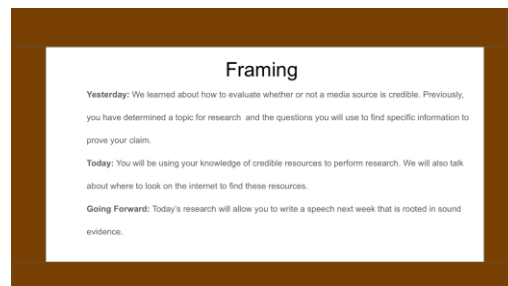 Framing
Yesterday: We learned about how to evaluate whether or not a media source is credible. Previously,
you have determined a topic for research and the questions you will use to find specific information to
prove your claim.
Today: You will be using your knowledge of credible resources to perform research. We will also talk
about where to look on the internet to find these resources.
Going Forward: Today's research will allow you to write a speech next week that is rooted in sound
evidence.